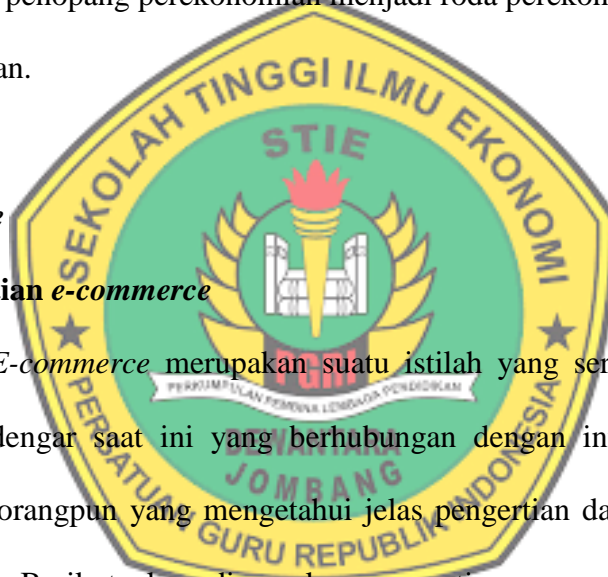 penopang perekonomian menjadi roda perekon
an.
SEKOLAH TINGGI ILMU EKONOMI
STIE
e
tian e-commerce
E-commerce merupakan suatu istilah yang ser
PGRI
PERKUMPULAN PEMBINA LEMBAGA PENDIDIKAN
dengar saat ini yang berhubungan dengan in
DEWANTARA
JOMBANG
orangpun yang mengetahui jelas pengertian da
PERSATUAN GURU REPUBLIK INDONESIA